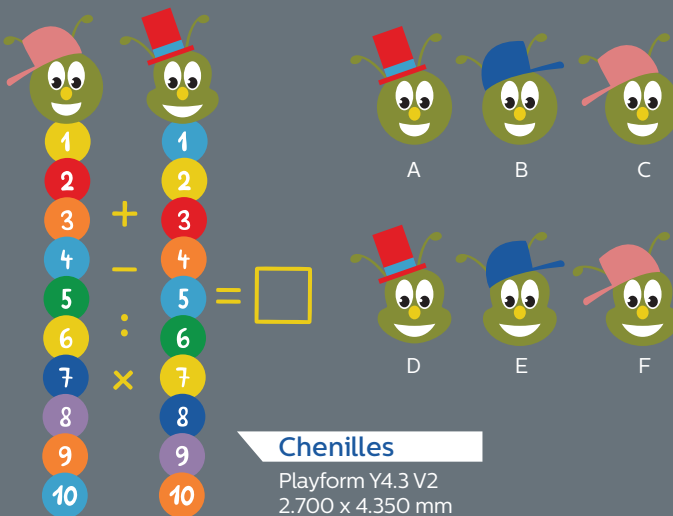 1 1
2 2
3 + 3
4 − 4
5 : 5 =
6 6
7 × 7
8 8
9 9
10 10
A B C
D E F
Chenilles
Playform Y4.3 V2
2.700 x 4.350 mm